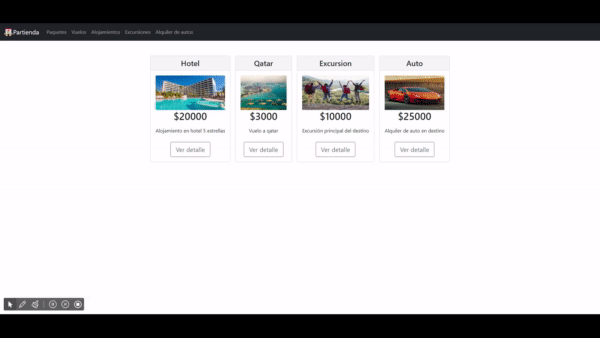 Partienda Paquetes Vuelos Alojamientos Excursiones Alquiler de autos
Hotel
$20000
Alojamiento en hotel 5 estrellas
Ver detalle
Qatar
$3000
Vuelo a qatar
Ver detalle
Excursion
$10000
Excursión principal del destino
Ver detalle
Auto
$25000
Alquiler de auto en destino
Ver detalle